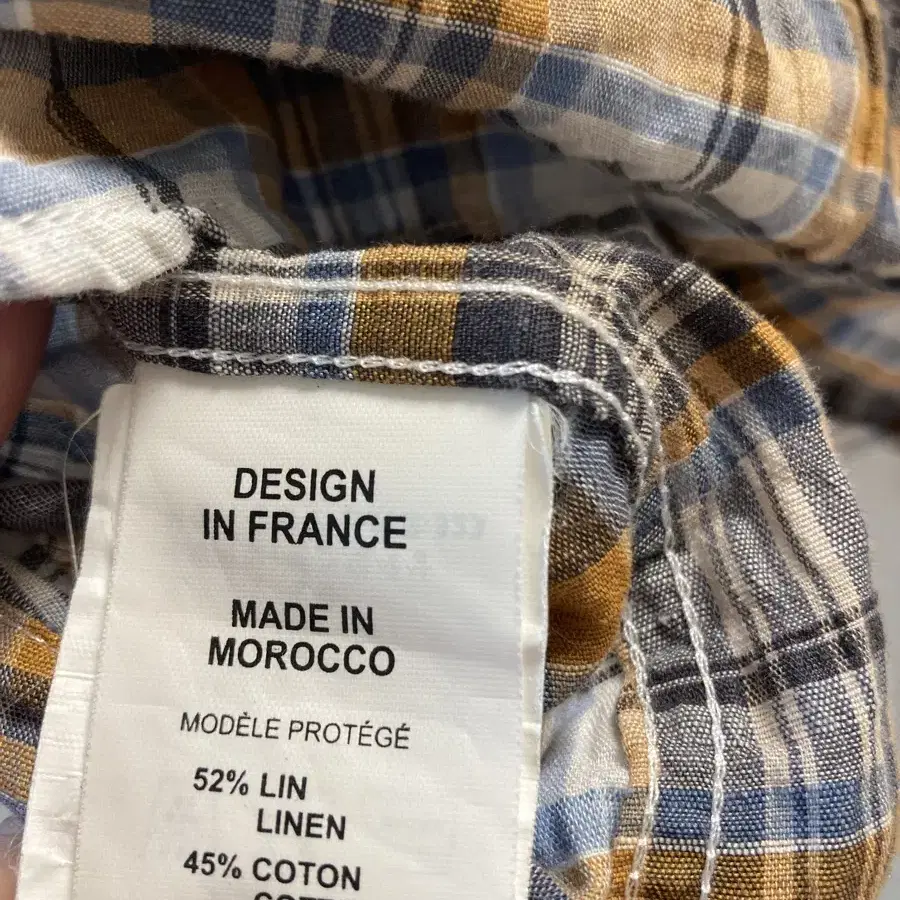 DESIGN
IN FRANCE
MADE IN
MOROCCO
MODÈLE PROTÉGÉ
52% LIN
LINEN
45% COTON